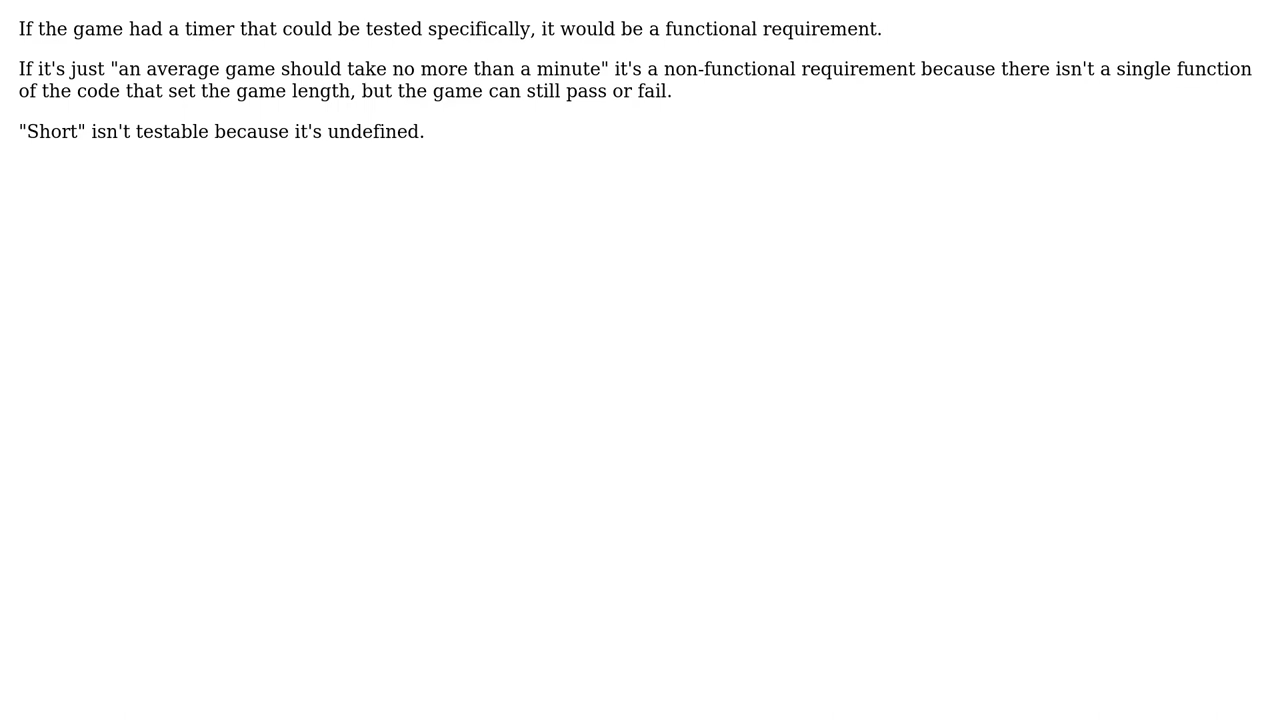 If the game had a timer that could be tested specifically, it would be a functional requirement.
If it's just "an average game should take no more than a minute" it's a non-functional requirement because there isn't a single function
of the code that set the game length, but the game can still pass or fail.
"Short" isn't testable because it's undefined.